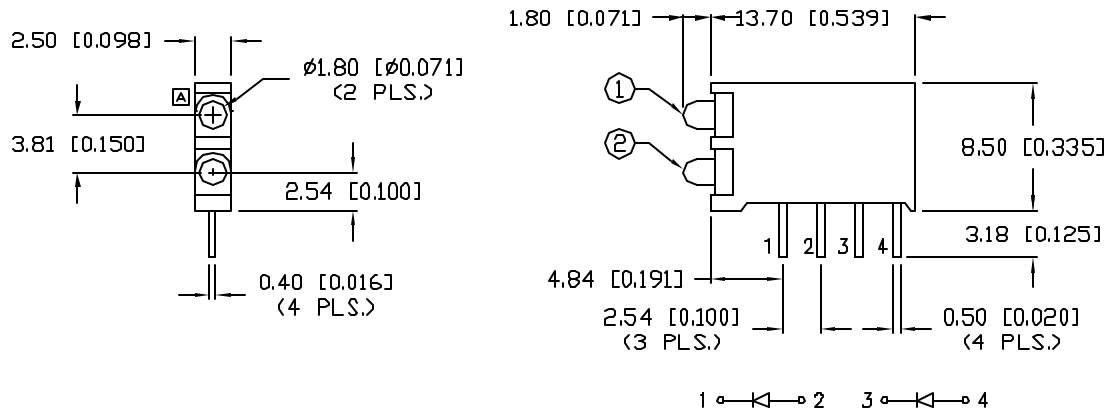 2.50 [0.098]
Ø1.80 [Ø0.071]
(2 PLS.)
A
3.81 [0.150]
2.54 [0.100]
0.40 [0.016]
(4 PLS.)
1.80 [0.071]
13.70 [0.539]
1
2
8.50 [0.335]
1 2 3 4
3.18 [0.125]
4.84 [0.191]
2.54 [0.100]
(3 PLS.)
0.50 [0.020]
(4 PLS.)
1 2 3 4